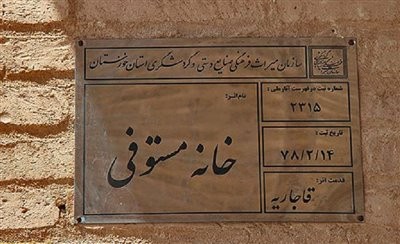 سازمان میراث فرهنگی صنایع دستی و گردشگری استان خوزستان
شماره ثبت در فهرست آثار ملی:
۲۳۱۵
نام اثر:
خانه مستوفی
تاریخ ثبت:
۷۸/۲/۱۴
قدمت اثر:
قاجاریه